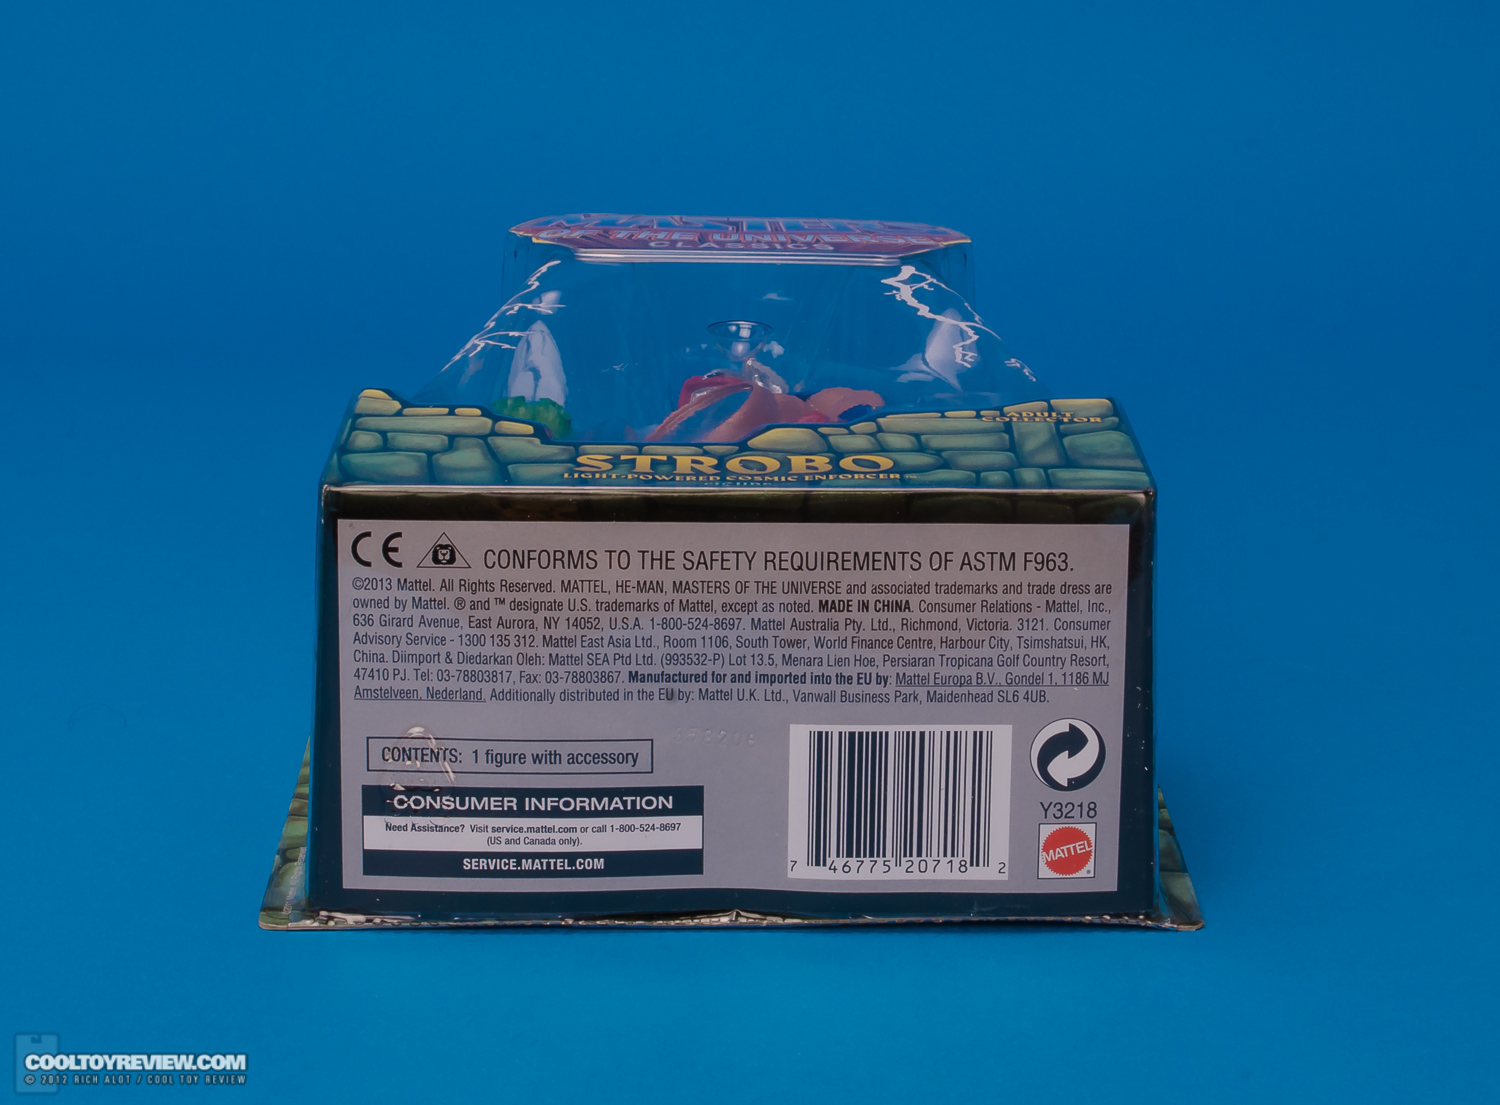 MASTERS
OF THE UNIVERSE
CLASSICS
ADULT
COLLECTOR
STROBO
LIGHT-POWERED COSMIC ENFORCER™
CE
CONFORMS TO THE SAFETY REQUIREMENTS OF ASTM F963.
©2013 Mattel. All Rights Reserved. MATTEL, HE-MAN, MASTERS OF THE UNIVERSE and associated trademarks and trade dress are
owned by Mattel. ® and ™ designate U.S. trademarks of Mattel, except as noted. MADE IN CHINA. Consumer Relations - Mattel, Inc.,
636 Girard Avenue, East Aurora, NY 14052, U.S.A. 1-800-524-8697. Mattel Australia Pty. Ltd., Richmond, Victoria. 3121. Consumer
Advisory Service - 1300 135 312. Mattel East Asia Ltd., Room 1106, South Tower, World Finance Centre, Harbour City, Tsimshatsui, HK,
China. Diimport & Diedarkan Oleh: Mattel SEA Ptd Ltd. (993532-P) Lot 13.5, Menara Lien Hoe, Persiaran Tropicana Golf Country Resort,
47410 PJ. Tel: 03-78803817, Fax: 03-78803867. Manufactured for and imported into the EU by: Mattel Europa B.V., Gondel 1, 1186 MJ
Amstelveen, Nederland. Additionally distributed in the EU by: Mattel U.K. Ltd., Vanwall Business Park, Maidenhead SL6 4UB.
CONTENTS: 1 figure with accessory
CONSUMER INFORMATION
Need Assistance? Visit service.mattel.com or call 1-800-524-8697
(US and Canada only).
SERVICE.MATTEL.COM
7 46775 20718 2
Y3218
MATTEL
®
COOLTOYREVIEW.COM
© 2012 RICH ALOT / COOL TOY REVIEW